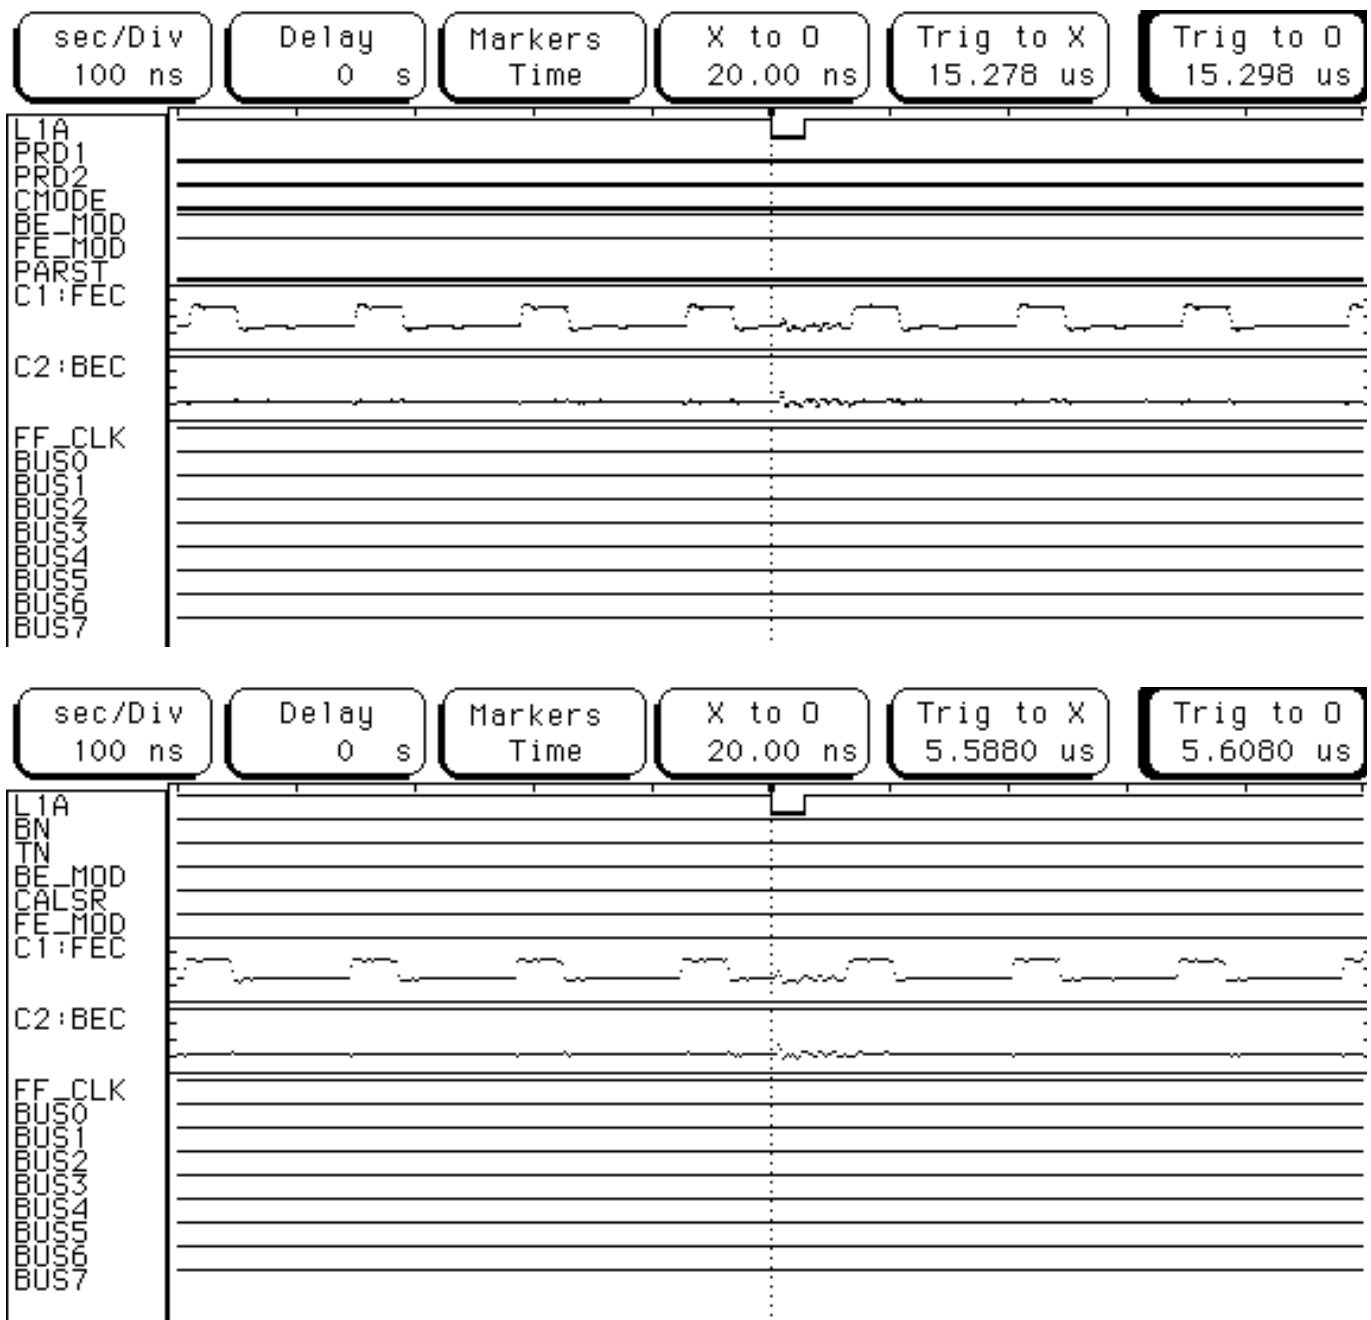 sec/Div Delay Markers X to O Trig to X Trig to O
100 ns 0 s Time 20.00 ns 15.278 us 15.298 us
L1A
PRD1
PRD2
CMODE
BE_MOD
FE_MOD
PARST
C1:FEC
C2:BEC
FF_CLK
BUS0
BUS1
BUS2
BUS3
BUS4
BUS5
BUS6
BUS7
sec/Div Delay Markers X to O Trig to X Trig to O
100 ns 0 s Time 20.00 ns 5.5880 us 5.6080 us
L1A
BN
TN
BE_MOD
CALSR
FE_MOD
C1:FEC
C2:BEC
FF_CLK
BUS0
BUS1
BUS2
BUS3
BUS4
BUS5
BUS6
BUS7